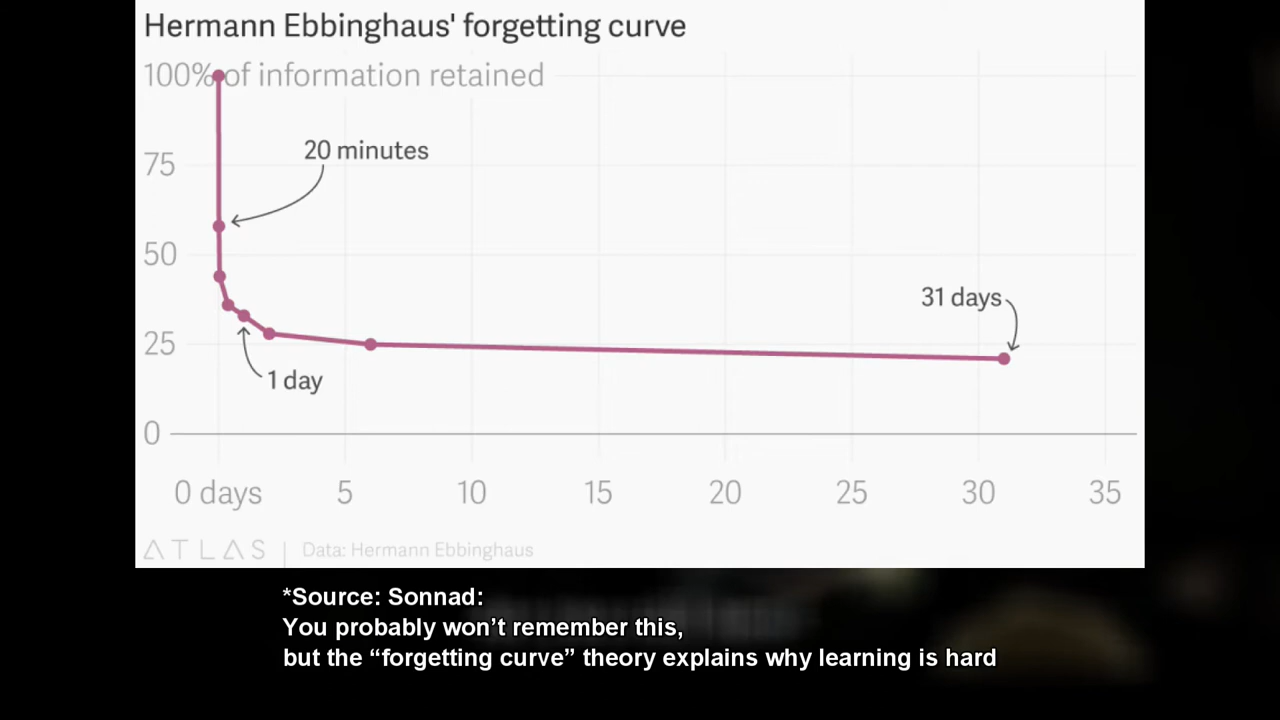 Hermann Ebbinghaus' forgetting curve
100% of information retained
20 minutes
75
50
31 days
25
1 day
0
0 days 5 10 15 20 25 30 35
ATLAS | Data: Hermann Ebbinghaus
*Source: Sonnad:
You probably won’t remember this,
but the “forgetting curve” theory explains why learning is hard